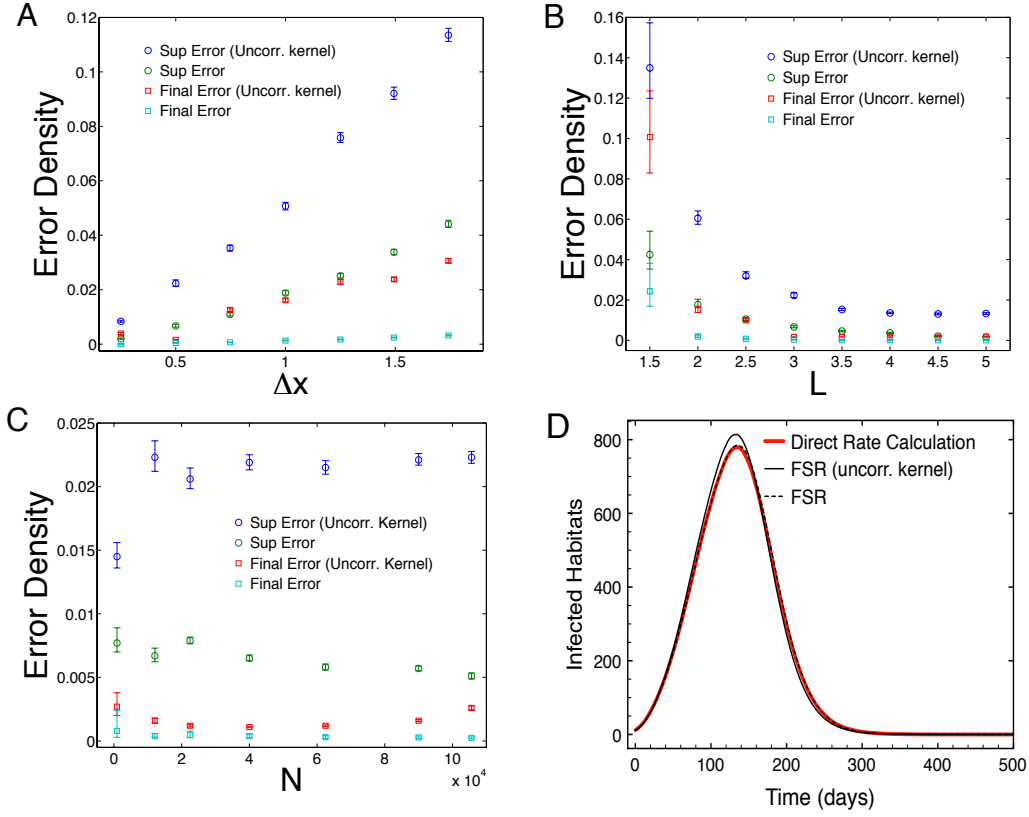 A
0.12
0.1
0.08
0.06
0.04
0.02
0
Error Density
Sup Error (Uncorr. kernel)
Sup Error
Final Error (Uncorr. kernel)
Final Error
0.5 1 1.5
Δx
B
0.16
0.14
0.12
0.10
0.08
0.06
0.04
0.02
0
Error Density
Sup Error (Uncorr. kernel)
Sup Error
Final Error (Uncorr. kernel)
Final Error
1.5 2 2.5 3 3.5 4 4.5 5
L
C
0.025
0.02
0.015
0.01
0.005
0
Error Density
Sup Error (Uncorr. Kernel)
Sup Error
Final Error (Uncorr. Kernel)
Final Error
0 2 4 6 8 10
x 10⁴
N
D
800
600
400
200
0
Infected Habitats
Direct Rate Calculation
FSR (uncorr. kernel)
FSR
0 100 200 300 400 500
Time (days)